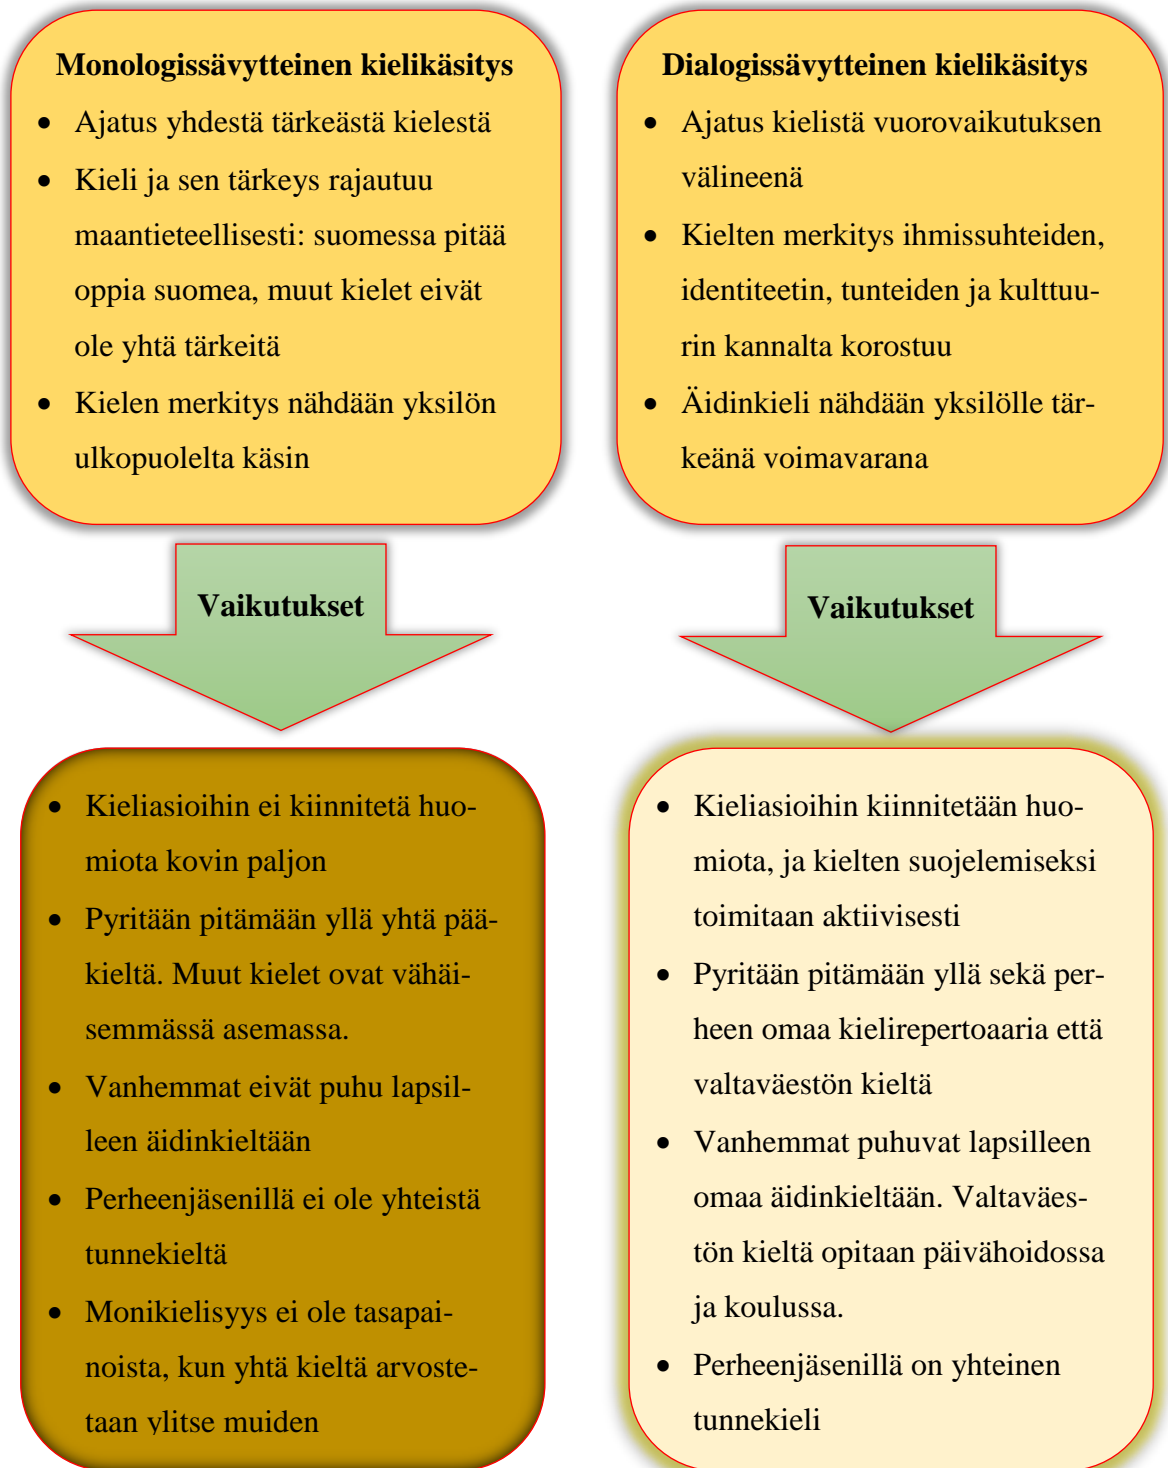 Monologissävytteinen kielikäsitys
• Ajatus yhdestä tärkeästä kielestä
• Kieli ja sen tärkeys rajautuu
maantieteellisesti: suomessa pitää
oppia suomea, muut kielet eivät
ole yhtä tärkeitä
• Kielen merkitys nähdään yksilön
ulkopuolelta käsin
Vaikutukset
• Kieliasioihin ei kiinnitetä huo-
miota kovin paljon
• Pyritään pitämään yllä yhtä pää-
kieltä. Muut kielet ovat vähäi-
semmässä asemassa.
• Vanhemmat eivät puhu lapsil-
leen äidinkieltään
• Perheenjäsenillä ei ole yhteistä
tunnekieltä
• Monikielisyys ei ole tasapai-
noista, kun yhtä kieltä arvoste-
taan ylitse muiden
Dialogissävytteinen kielikäsitys
• Ajatus kielistä vuorovaikutuksen
välineenä
• Kielten merkitys ihmissuhteiden,
identiteetin, tunteiden ja kulttuu-
rin kannalta korostuu
• Äidinkieli nähdään yksilölle tär-
keänä voimavarana
Vaikutukset
• Kieliasioihin kiinnitetään huo-
miota, ja kielten suojelemiseksi
toimitaan aktiivisesti
• Pyritään pitämään yllä sekä per-
heen omaa kielirepertoaaria että
valtaväestön kieltä
• Vanhemmat puhuvat lapsilleen
omaa äidinkieltään. Valtaväes-
tön kieltä opitaan päivähoidossa
ja koulussa.
• Perheenjäsenillä on yhteinen
tunnekieli